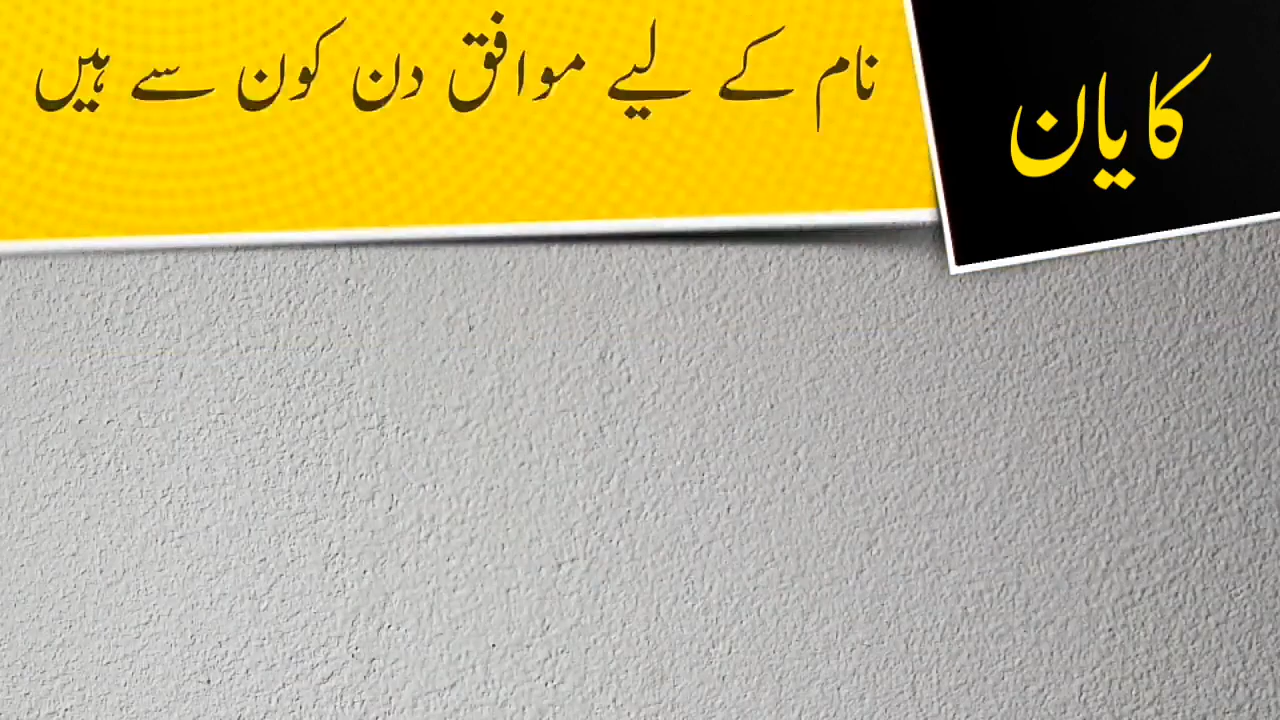 کایان
نام کے لیے موافق دن کون سے ہیں